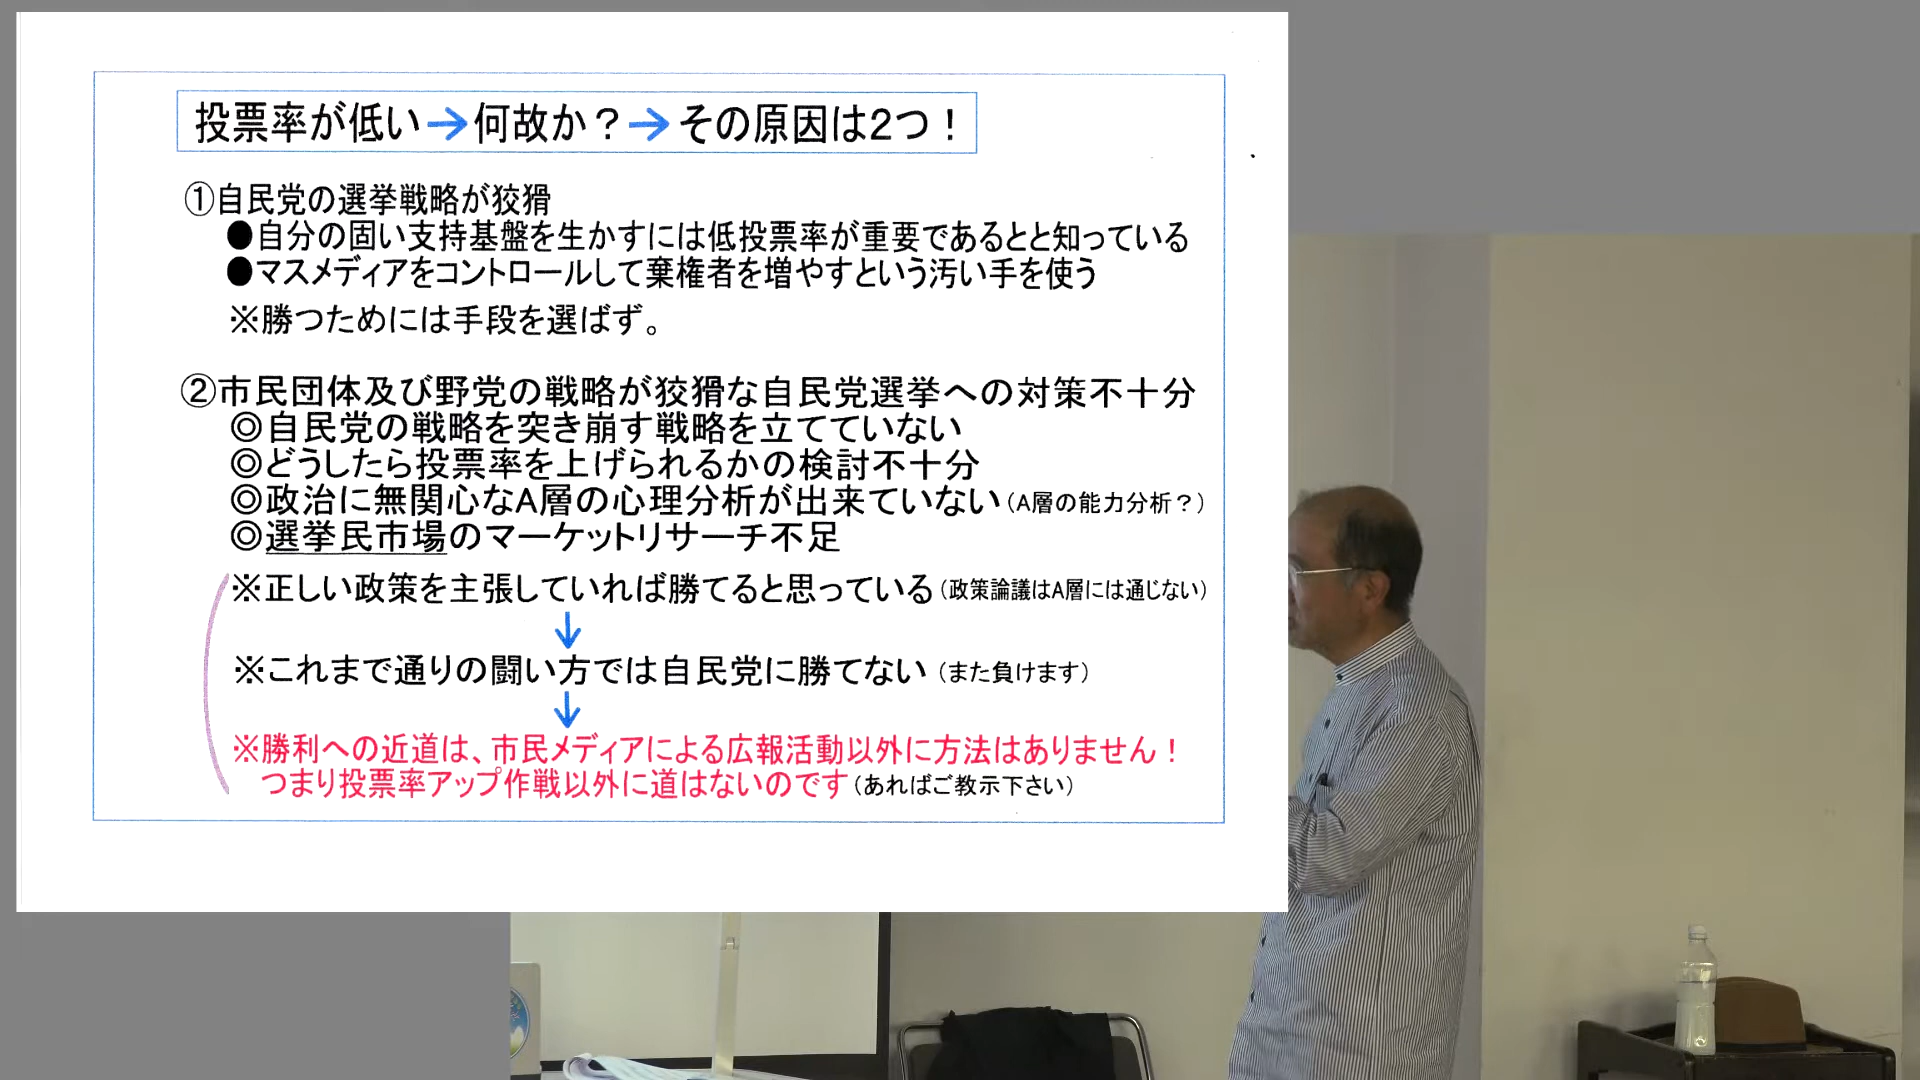 投票率が低い→何故か？→その原因は2つ！
①自民党の選挙戦略が狡猾
●自分の固い支持基盤を生かすには低投票率が重要であるとと知っている
●マスメディアをコントロールして棄権者を増やすという汚い手を使う
※勝つためには手段を選ばず。
②市民団体及び野党の戦略が狡猾な自民党選挙への対策不十分
◎自民党の戦略を突き崩す戦略を立てていない
◎どうしたら投票率を上げられるかの検討不十分
◎政治に無関心なA層の心理分析が出来ていない（A層の能力分析？）
◎選挙民市場のマーケットリサーチ不足
※正しい政策を主張していれば勝てると思っている（政策論議はA層には通じない）
↓
※これまで通りの闘い方では自民党に勝てない（また負けます）
↓
※勝利への近道は、市民メディアによる広報活動以外に方法はありません！
つまり投票率アップ作戦以外に道はないのです（あればご教示下さい）